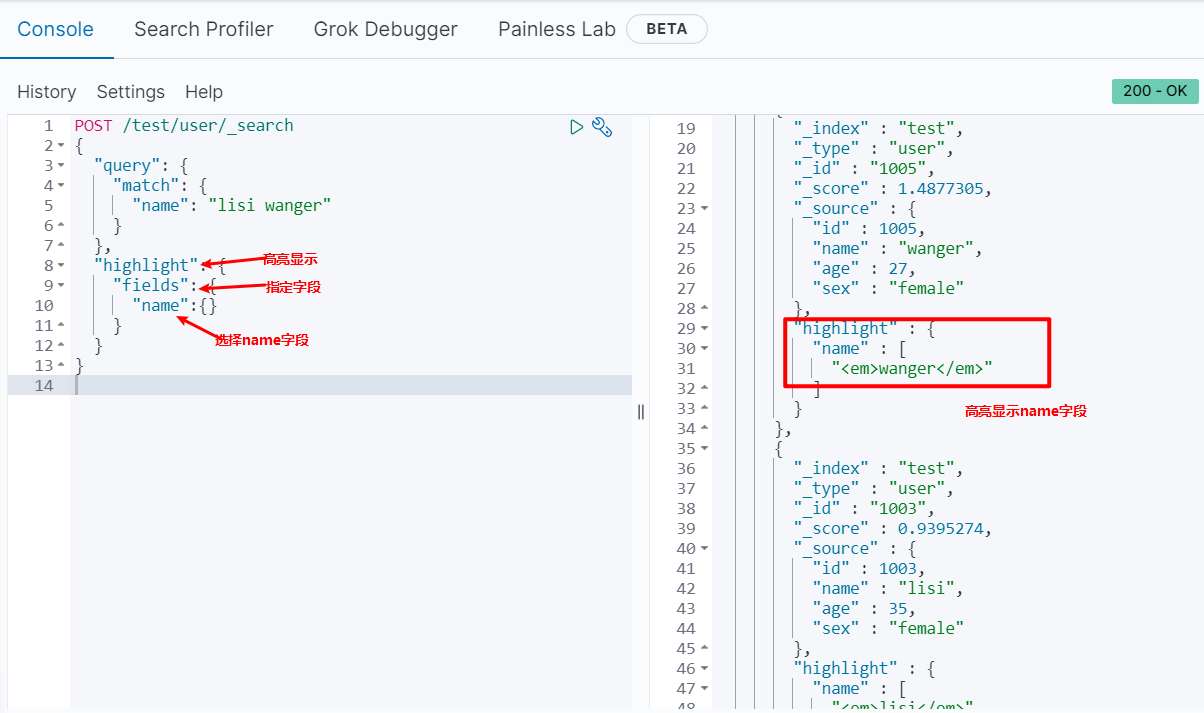 Console Search Profiler Grok Debugger Painless Lab BETA
History Settings Help 200 - OK
1 POST /test/user/_search
2 {
3 "query": {
4 "match": {
5 "name": "lisi wanger"
6 }
7 },
8 "highlight": {
高亮显示
9 "fields": {
指定字段
10 "name":{}
11 }
选择name字段
12 }
13 }
14
{
19 "_index" : "test",
20 "_type" : "user",
21 "_id" : "1005",
22 "_score" : 1.4877305,
23 "_source" : {
24 "id" : 1005,
25 "name" : "wanger",
26 "age" : 27,
27 "sex" : "female"
28 },
29 "highlight" : {
30 "name" : [
31 "<em>wanger</em>"
32 ]
33 }
高亮显示name字段
34 },
35 {
36 "_index" : "test",
37 "_type" : "user",
38 "_id" : "1003",
39 "_score" : 0.9395274,
40 "_source" : {
41 "id" : 1003,
42 "name" : "lisi",
43 "age" : 35,
44 "sex" : "female"
45 },
46 "highlight" : {
47 "name" : [
48 "<em>lisi</em>"